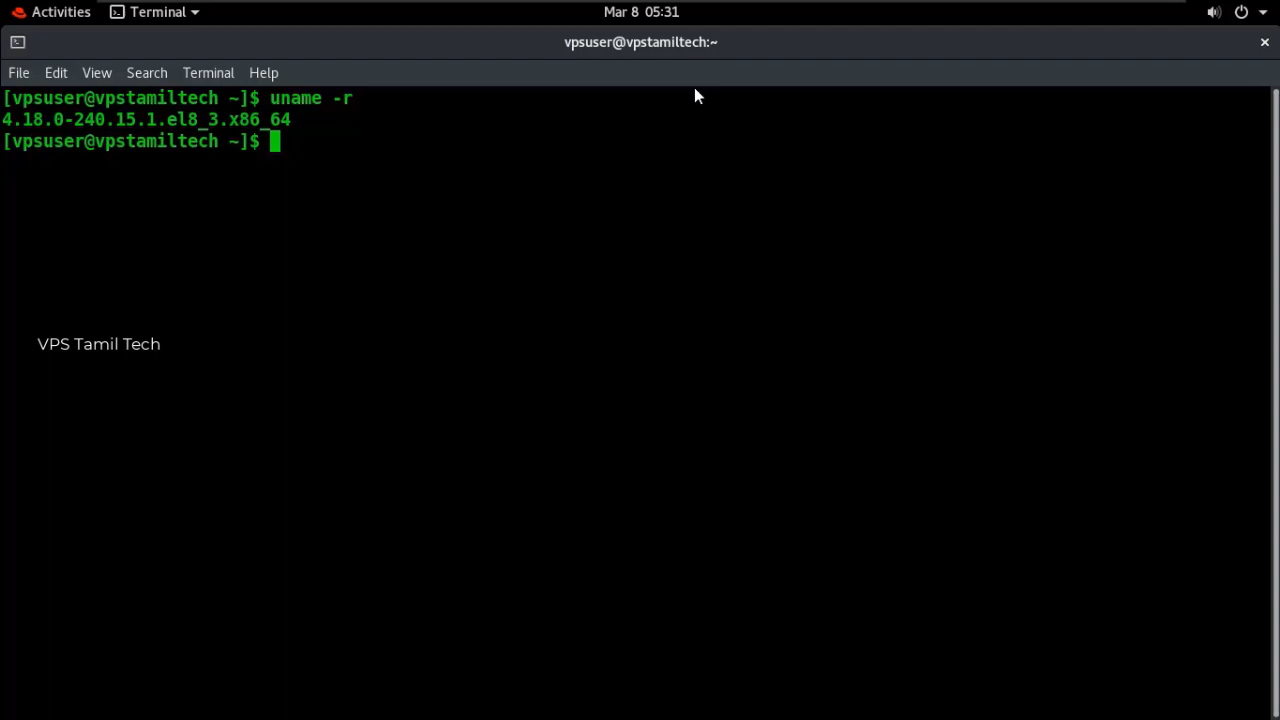 Activities Terminal Mar 8 05:31
vpsuser@vpstamiltech:~
File Edit View Search Terminal Help
[vpsuser@vpstamiltech ~]$ uname -r
4.18.0-240.15.1.el8_3.x86_64
[vpsuser@vpstamiltech ~]$
VPS Tamil Tech